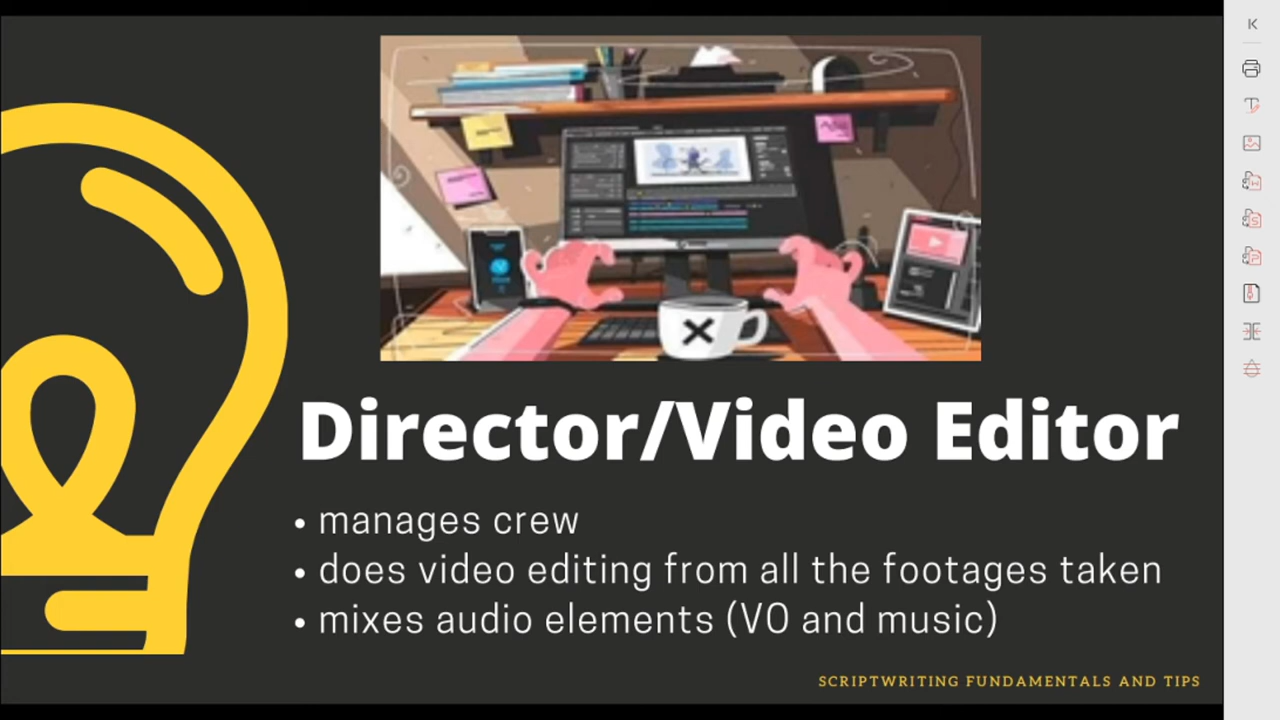 Director/Video Editor
• manages crew
• does video editing from all the footages taken
• mixes audio elements (VO and music)
SCRIPTWRITING FUNDAMENTALS AND TIPS